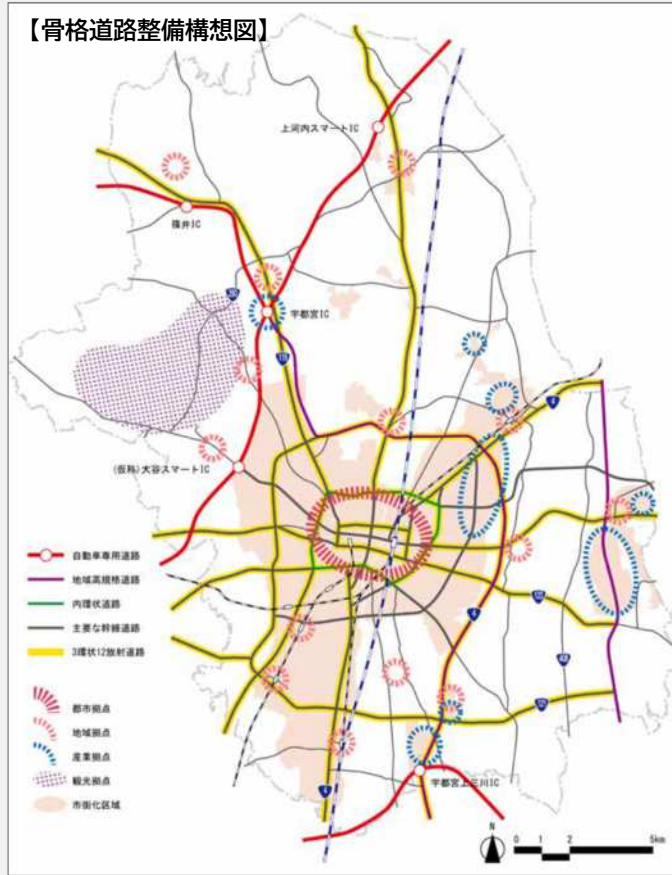 【骨格道路整備構想図】
上河内スマートIC
篠井IC
宇都宮IC
119
4
(仮称)大谷スマートIC
自動車専用道路
地域高規格道路
内環状道路
主要な幹線道路
3環状12放射道路
4
都市拠点
地域拠点
産業拠点
観光拠点
市街化区域
4
宇都宮上三川IC
N
0 1 2 5km